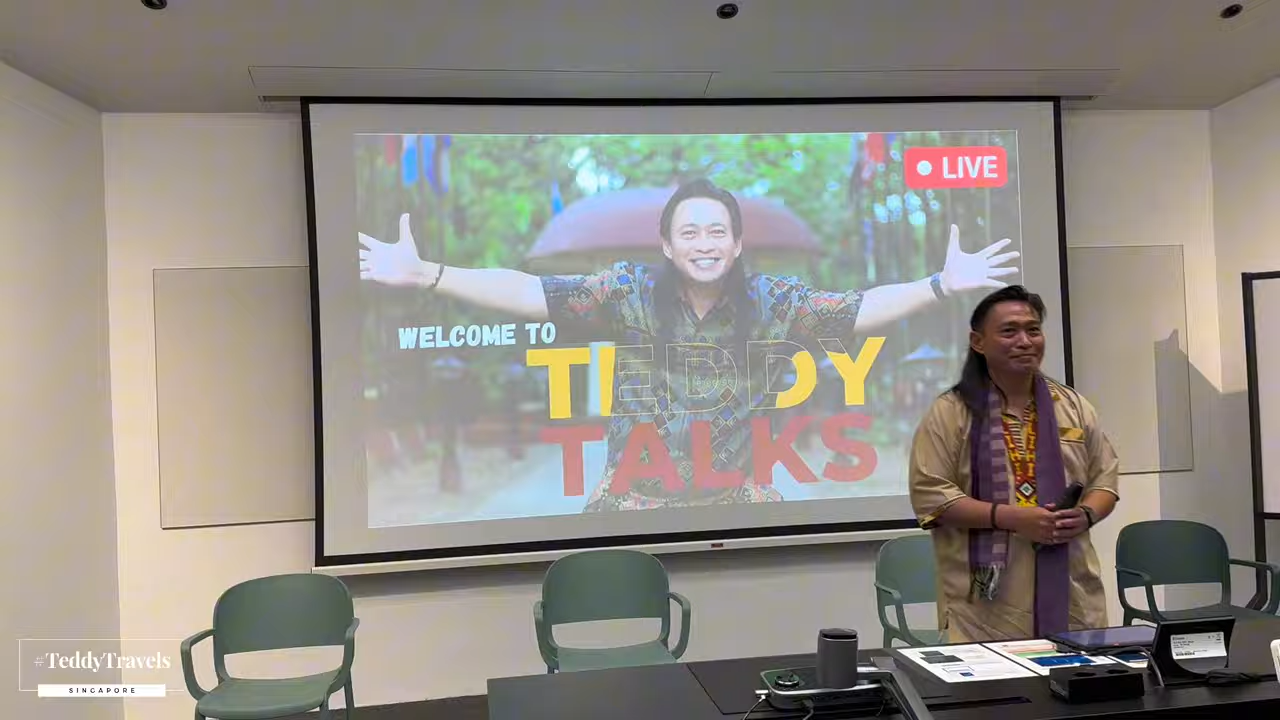 LIVE
WELCOME TO
TEDDY
TALKS
#TeddyTravels
SINGAPORE